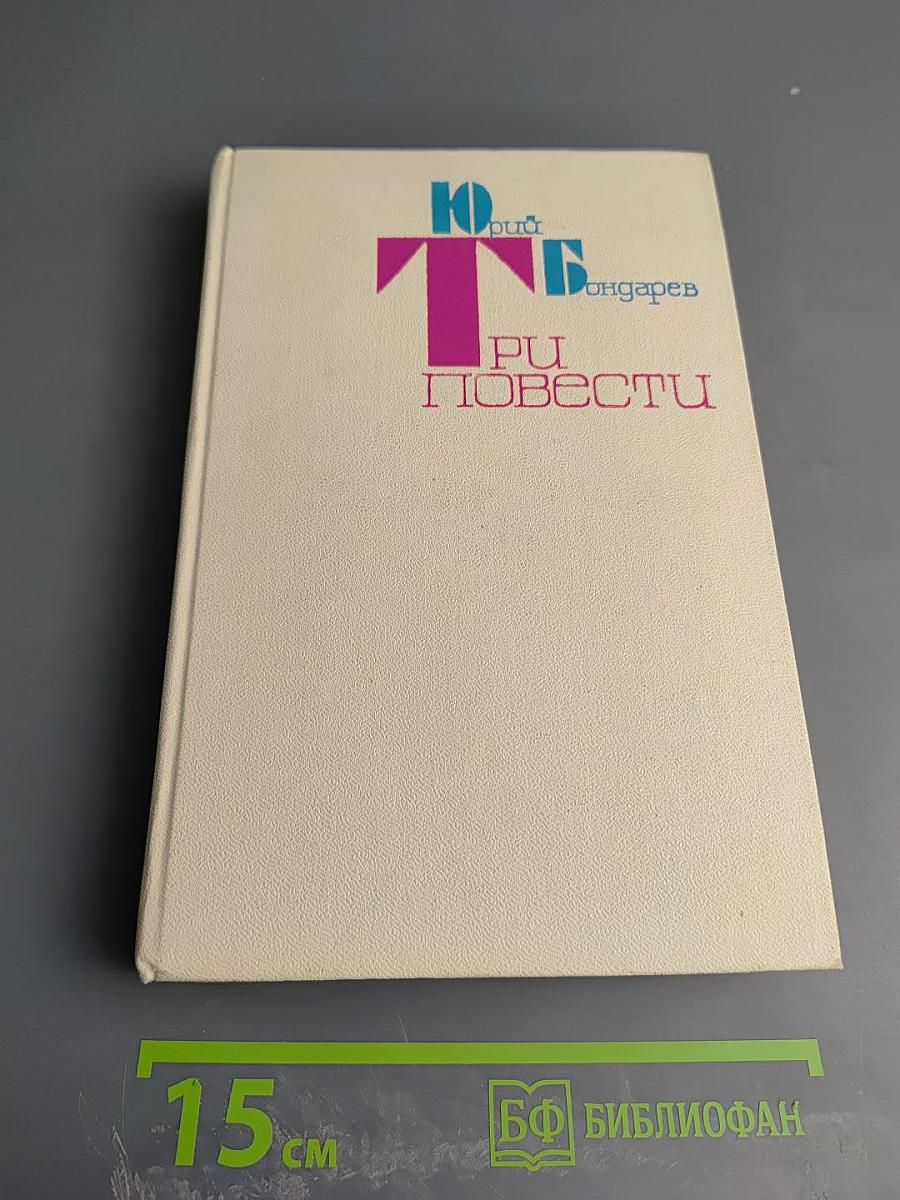 Юрий
Бондарев
Три
повести
15 см
БФ БИБЛИОФАН